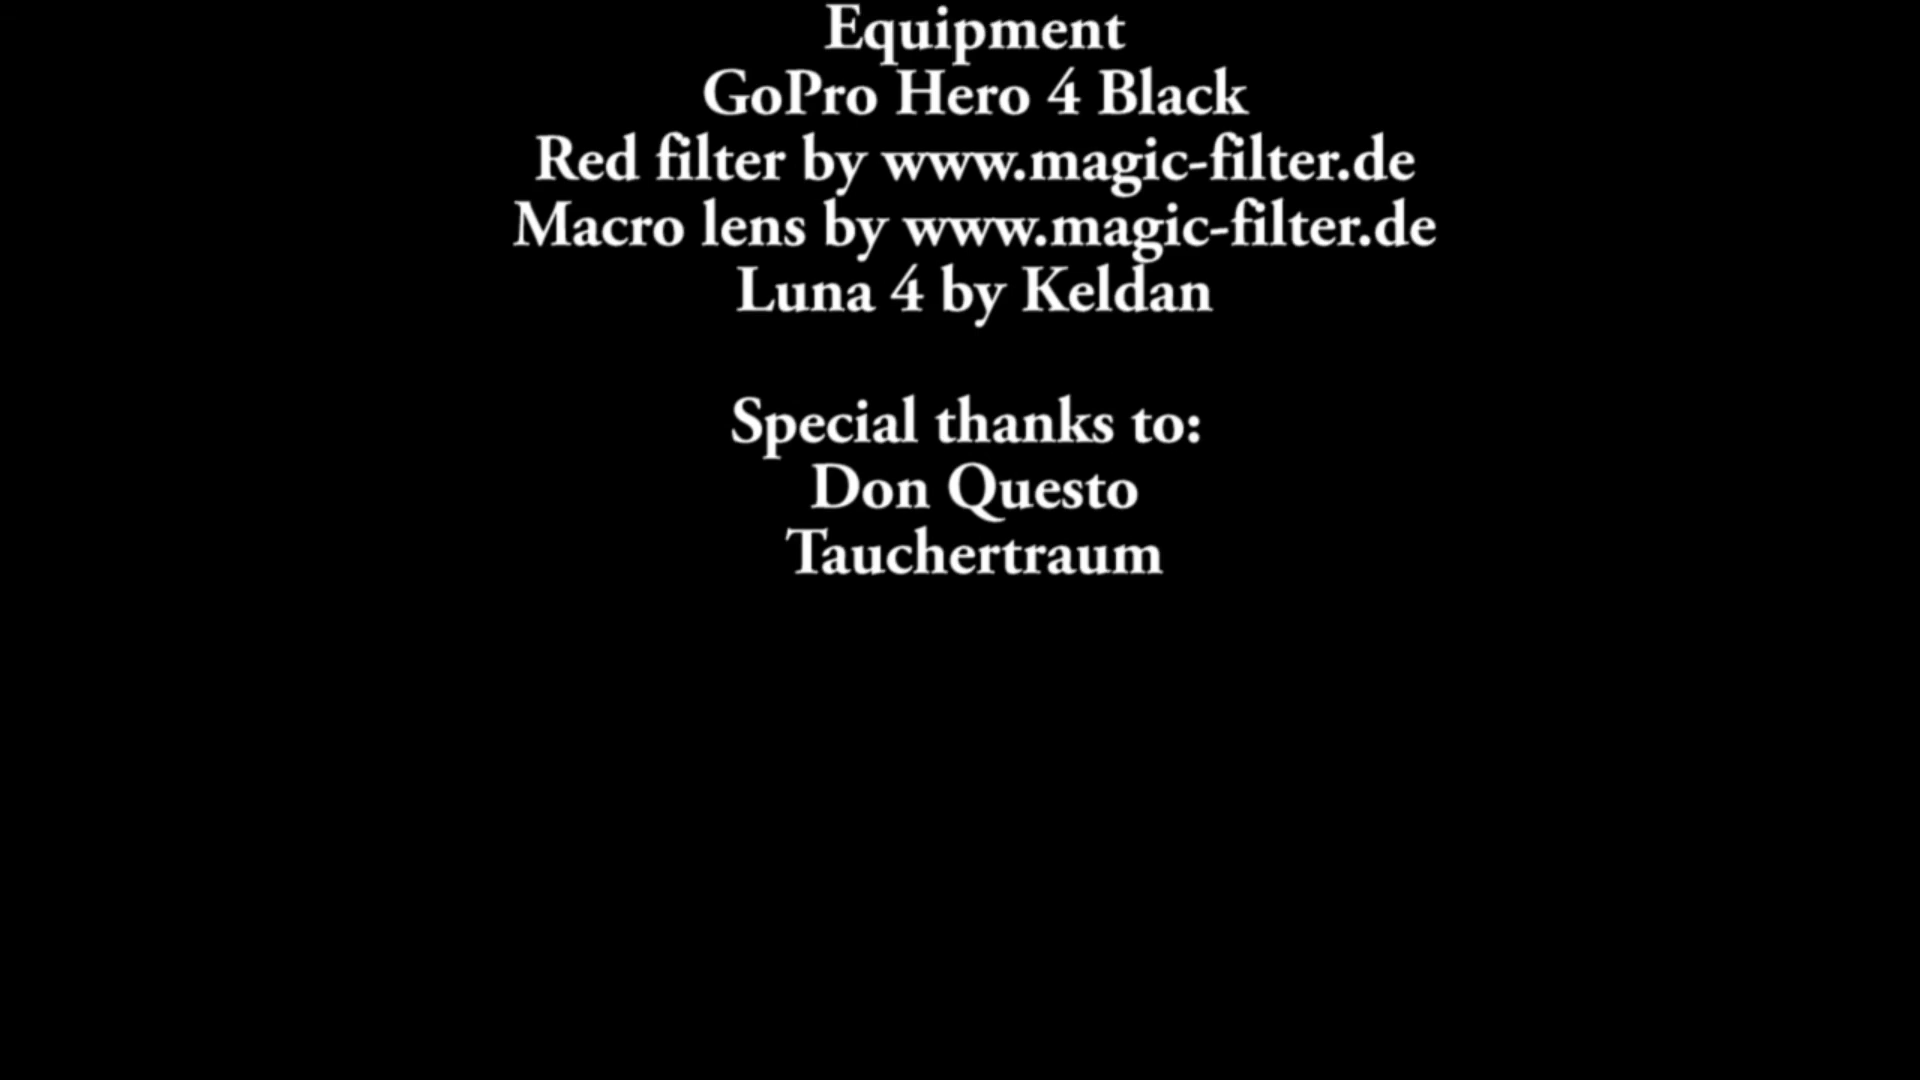 Equipment
GoPro Hero 4 Black
Red filter by www.magic-filter.de
Macro lens by www.magic-filter.de
Luna 4 by Keldan
Special thanks to:
Don Questo
Tauchertraum